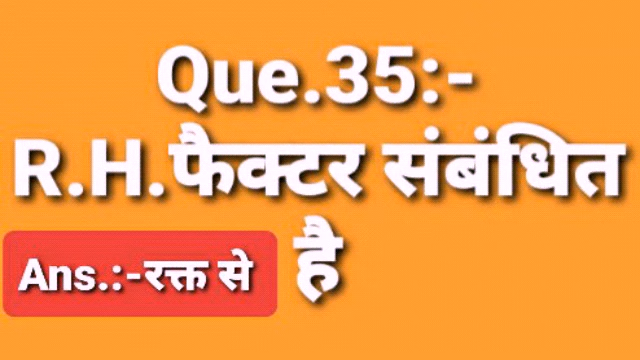 Que.35:-
R.H.फैक्टर संबंधित
है
Ans.:-रक्त से